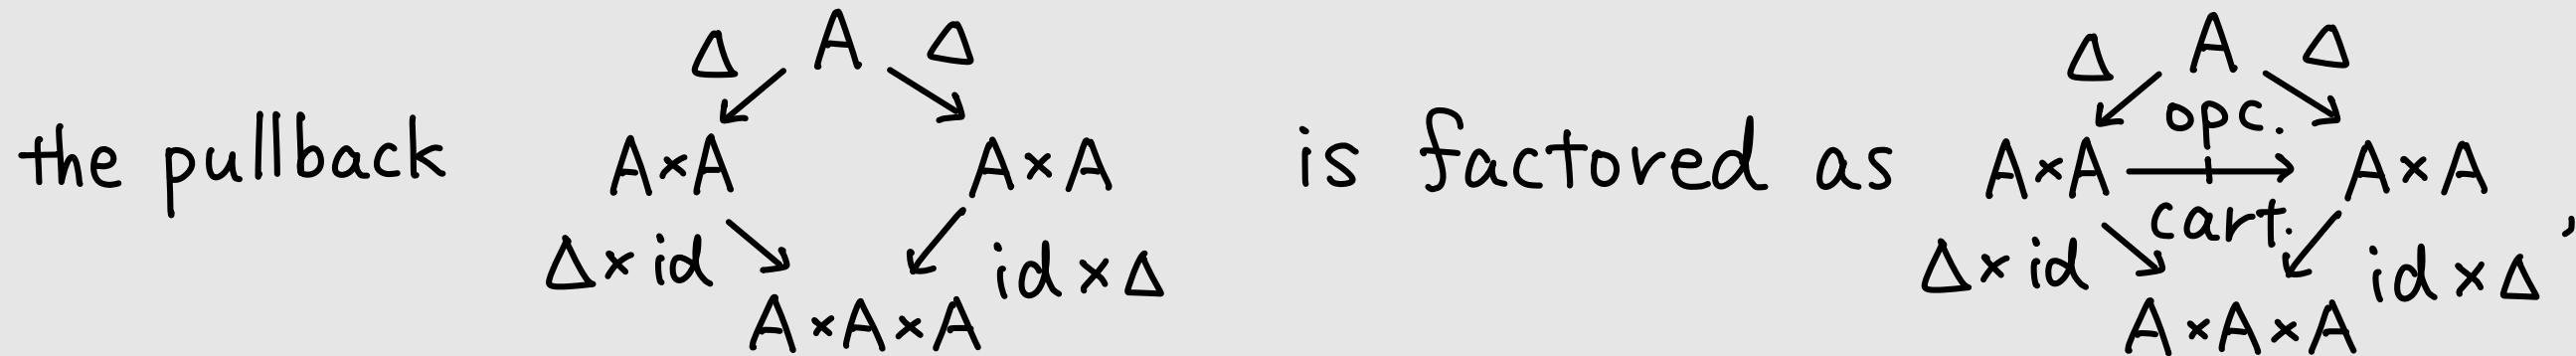 Δ A Δ Δ A Δ
the pullback A×A A×A is factored as A×A opc. A×A
Δ×id id×Δ Δ×id cart. id×Δ ,
A×A×A A×A×A